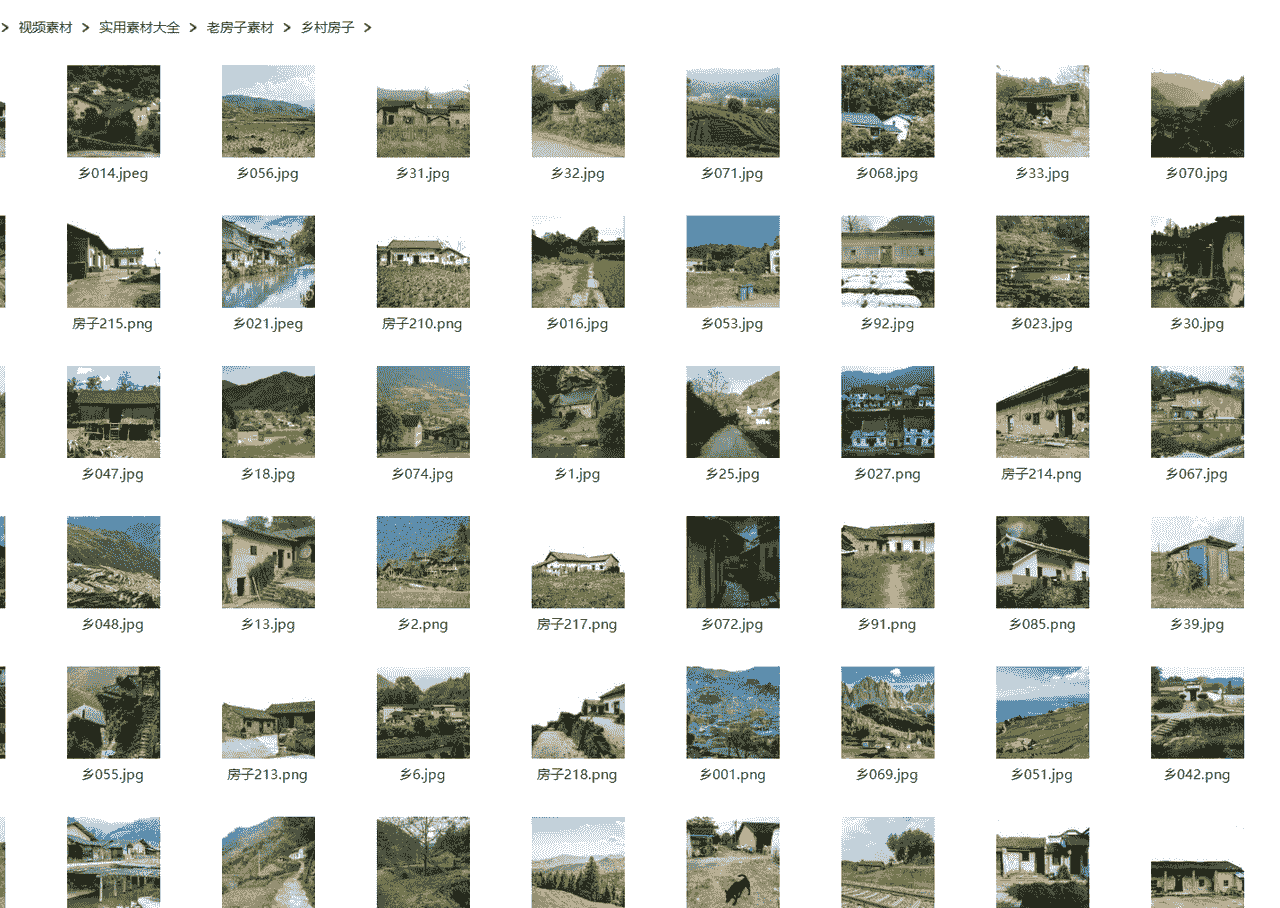 > 视频素材 > 实用素材大全 > 老房子素材 > 乡村房子 >
乡014.jpeg 乡056.jpg 乡31.jpg 乡32.jpg 乡071.jpg 乡068.jpg 乡33.jpg 乡070.jpg
房子215.png 乡021.jpeg 房子210.png 乡016.jpg 乡053.jpg 乡92.jpg 乡023.jpg 乡30.jpg
乡047.jpg 乡18.jpg 乡074.jpg 乡1.jpg 乡25.jpg 乡027.png 房子214.png 乡067.jpg
乡048.jpg 乡13.jpg 乡2.png 房子217.png 乡072.jpg 乡91.png 乡085.png 乡39.jpg
乡055.jpg 房子213.png 乡6.jpg 房子218.png 乡001.png 乡069.jpg 乡051.jpg 乡042.png